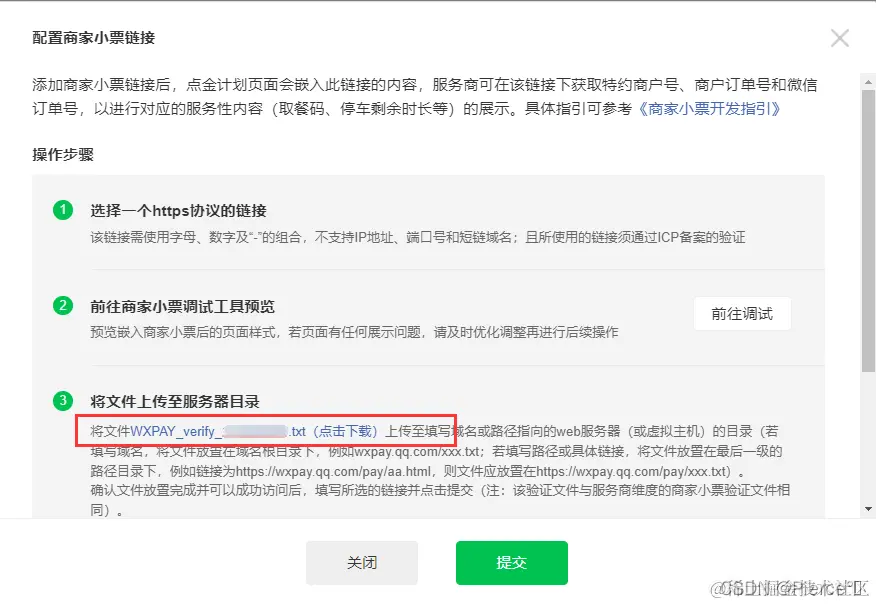 配置商家小票链接
添加商家小票链接后，点金计划页面会嵌入此链接的内容，服务商可在该链接下获取特约商户号、商户订单号和微信
订单号，以进行对应的服务性内容（取餐码、停车剩余时长等）的展示。具体指引可参考《商家小票开发指引》
操作步骤
1 选择一个https协议的链接
该链接需使用字母、数字及“-”的组合，不支持IP地址、端口号和短链域名；且所使用的链接须通过ICP备案的验证
2 前往商家小票调试工具预览
预览嵌入商家小票后的页面样式，若页面有任何展示问题，请及时优化调整再进行后续操作
前往调试
3 将文件上传至服务器目录
将文件WXPAY_verify_ .txt（点击下载）上传至填写域名或路径指向的web服务器（或虚拟主机）的目录（若
填写域名，将文件放置在域名根目录下，例如wxpay.qq.com/xxx.txt；若填写路径或具体链接，将文件放置在最后一级的
路径目录下，例如链接为https://wxpay.qq.com/pay/aa.html，则文件应放置在https://wxpay.qq.com/pay/xxx.txt）。
确认文件放置完成并可以成功访问后，填写所选的链接并点击提交（注：该验证文件与服务商维度的商家小票验证文件相
同）。
关闭
提交